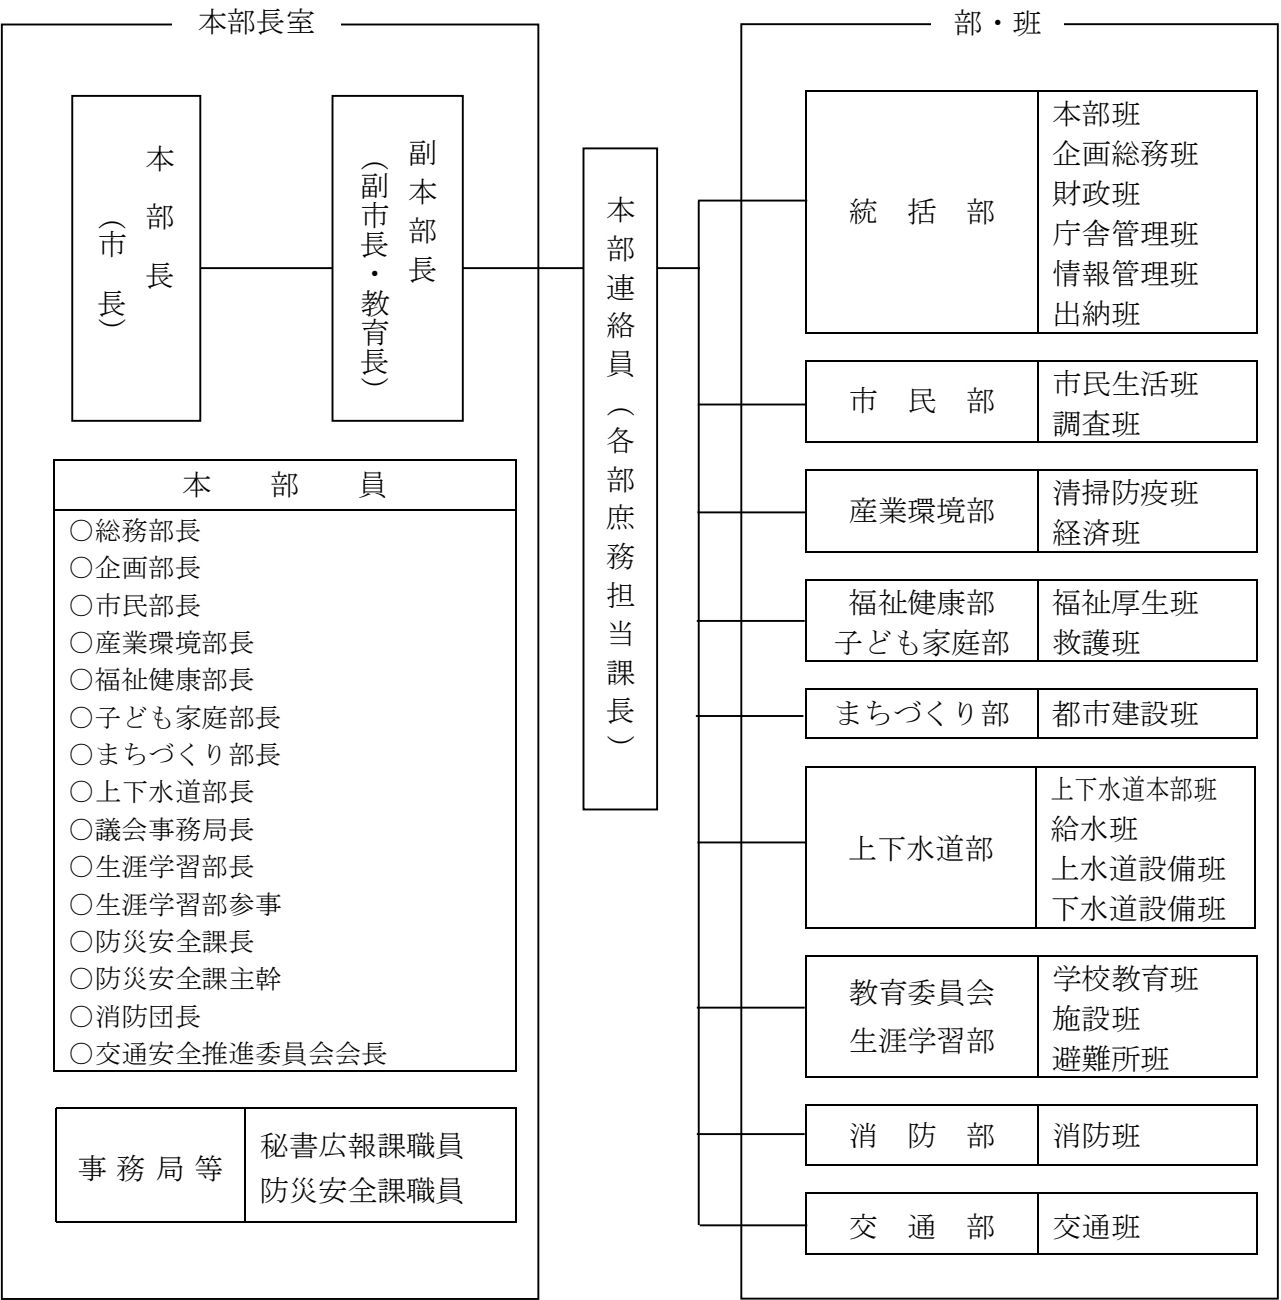 本部長室
本部長
（市長）
副本部長
（副市長・教育長）
本部員
○総務部長
○企画部長
○市民部長
○産業環境部長
○福祉健康部長
○子ども家庭部長
○まちづくり部長
○上下水道部長
○議会事務局長
○生涯学習部長
○生涯学習部参事
○防災安全課長
○防災安全課主幹
○消防団長
○交通安全推進委員会会長
事務局等
秘書広報課職員
防災安全課職員
本部連絡員（各部庶務担当課長）
部・班
統括部
本部班
企画総務班
財政班
庁舎管理班
情報管理班
出納班
市民部
市民生活班
調査班
産業環境部
清掃防疫班
経済班
福祉健康部
子ども家庭部
福祉厚生班
救護班
まちづくり部
都市建設班
上下水道部
上下水道本部班
給水班
上水道設備班
下水道設備班
教育委員会
生涯学習部
学校教育班
施設班
避難所班
消防部
消防班
交通部
交通班